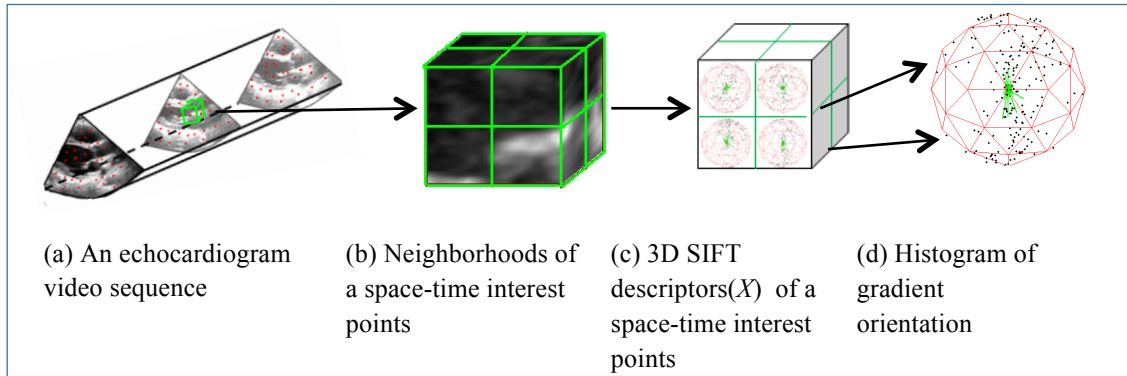 (a) An echocardiogram
video sequence
(b) Neighborhoods of
a space-time interest
points
(c) 3D SIFT
descriptors(X) of a
space-time interest
points
(d) Histogram of
gradient
orientation